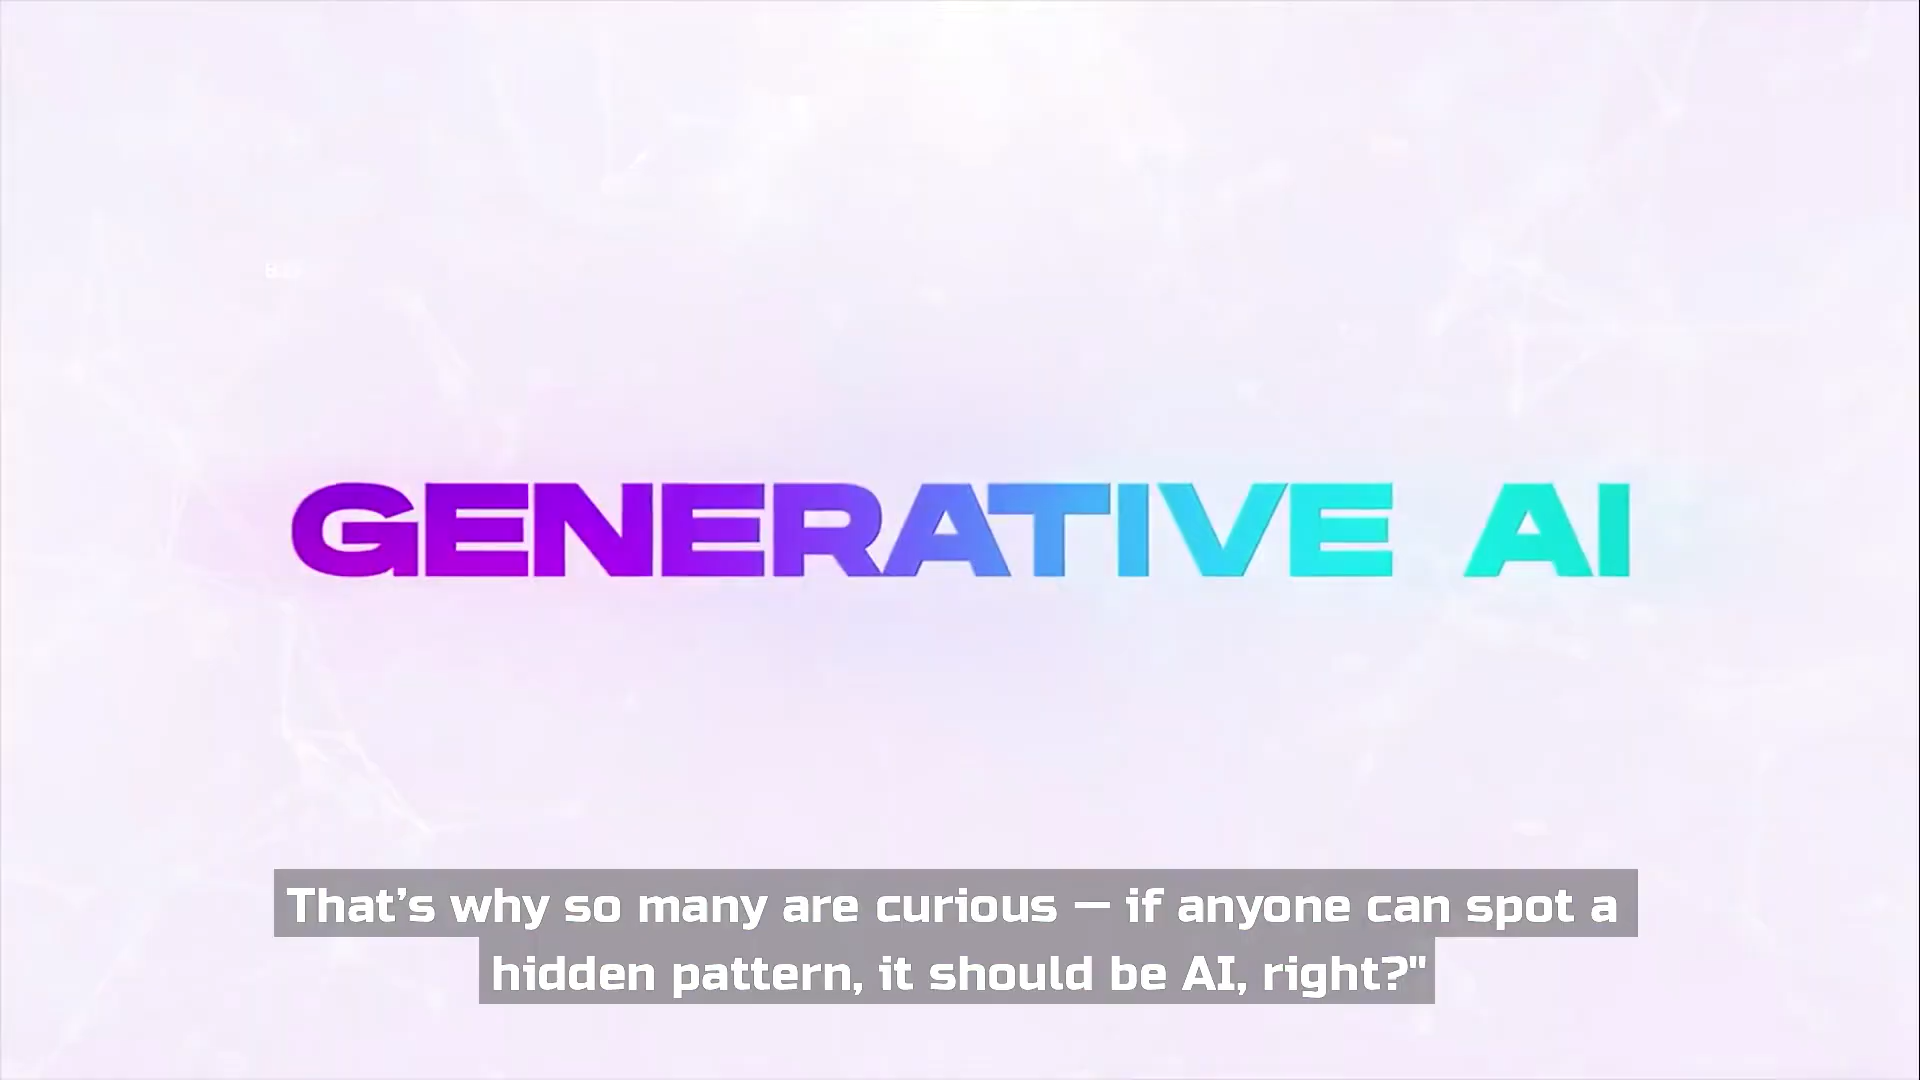 GENERATIVE AI
That’s why so many are curious — if anyone can spot a
hidden pattern, it should be AI, right?"